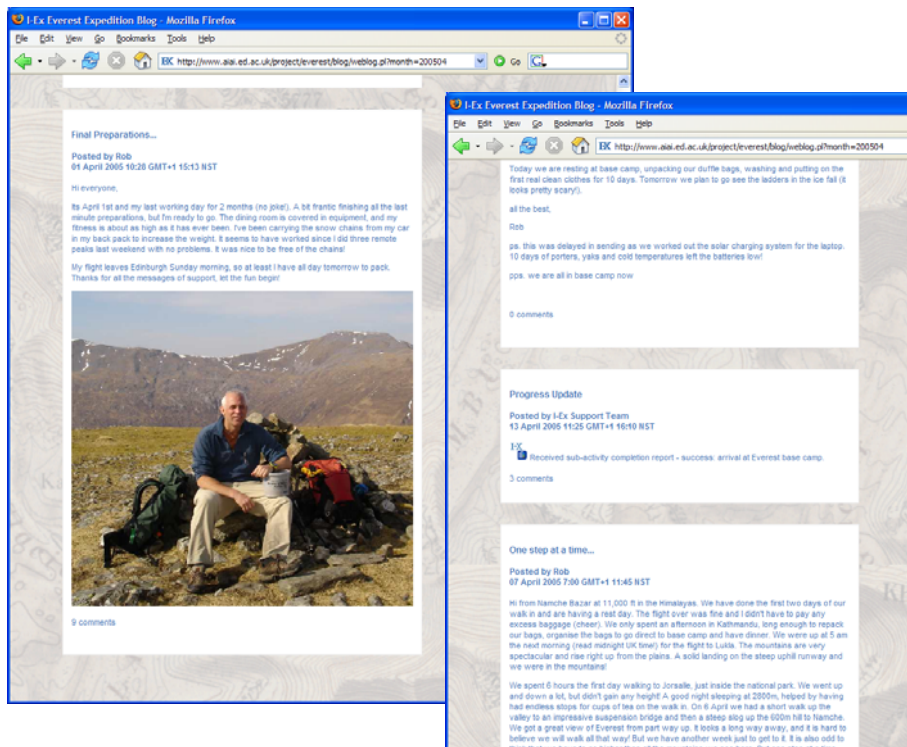 I-Ex Everest Expedition Blog - Mozilla Firefox
File Edit View Go Bookmarks Tools Help
Go
http://www.aiai.ed.ac.uk/project/everest/blog/weblog.pl?month=200504
Final Preparations...
Posted by Rob
01 April 2005 10:28 GMT+1 15:13 NST
Hi everyone,
Its April 1st and my last working day for 2 months (no joke!). A bit frantic finishing all the last
minute preparations, but I'm ready to go. The dining room is covered in equipment, and my
fitness is about as high as it has ever been. I've been carrying the snow chains from my car
in my back pack to increase the weight. It seems to have worked since I did three remote
peaks last weekend with no problems. It was nice to be free of the chains!
My flight leaves Edinburgh Sunday morning, so at least I have all day tomorrow to pack.
Thanks for all the messages of support, let the fun begin!
9 comments
I-Ex Everest Expedition Blog - Mozilla Firefox
File Edit View Go Bookmarks Tools Help
http://www.aiai.ed.ac.uk/project/everest/blog/weblog.pl?month=200504
Today we are resting at base camp, unpacking our duffle bags, washing and putting on the
first real clean clothes for 10 days. Tomorrow we plan to go see the ladders in the ice fall (it
looks pretty scary!).
all the best,
Rob
ps. this was delayed in sending as we worked out the solar charging system for the laptop.
10 days of porters, yaks and cold temperatures left the batteries low!
pps. we are all in base camp now
0 comments
Progress Update
Posted by I-Ex Support Team
13 April 2005 11:25 GMT+1 16:10 NST
I-X Received sub-activity completion report - success: arrival at Everest base camp.
3 comments
One step at a time...
Posted by Rob
07 April 2005 7:00 GMT+1 11:45 NST
Hi from Namche Bazar at 11,000 ft in the Himalayas. We have done the first two days of our
walk in and are having a rest day. The flight over was fine and I didn't have to pay any
excess baggage (cheer). We only spent an afternoon in Kathmandu, long enough to repack
our bags, organise the bags to go direct to base camp and have dinner. We were up at 5 am
the next morning (read midnight UK time!) for the flight to Lukla. The mountains are very
spectacular and rise right up from the plains. A solid landing on the steep uphill runway and
we were in the mountains!
We spent 6 hours the first day walking to Jorsalle, just inside the national park. We went up
and down a lot, but didn't gain any height! A good night sleeping at 2800m, helped by having
had endless stops for cups of tea on the walk in. On 6 April we had a short walk up the
valley to an impressive suspension bridge and then a steep slog up the 600m hill to Namche.
We got a great view of Everest from part way up. It looks a long way away, and it is hard to
believe we will walk all that way! But we have another week just to get to it. It is also odd to